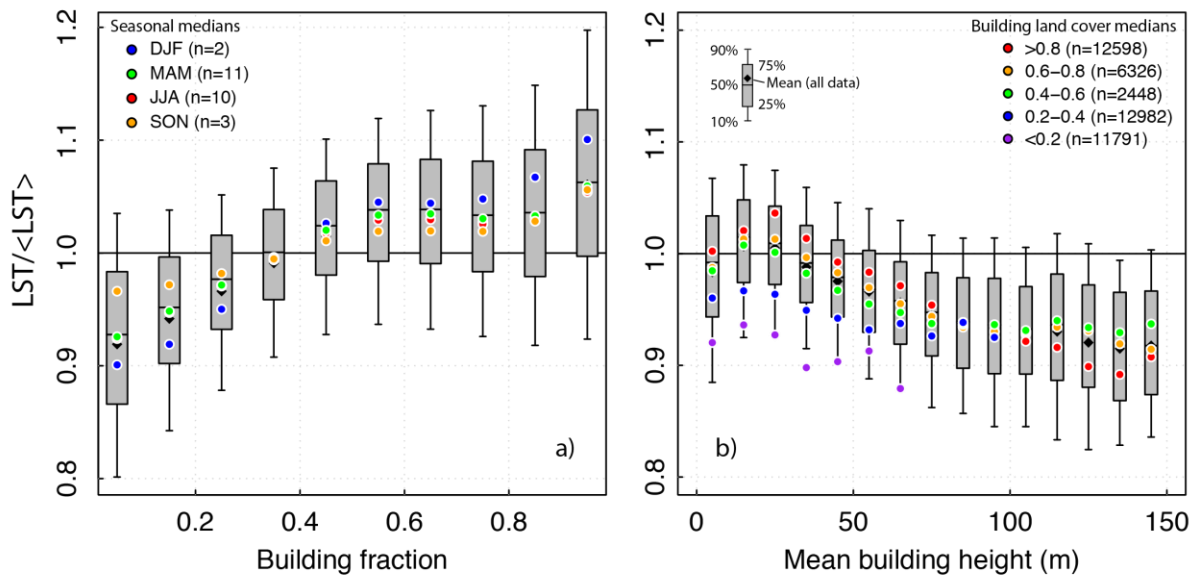 LST/<LST>
1.2
1.1
1.0
0.9
0.8
Seasonal medians
DJF (n=2)
MAM (n=11)
JJA (n=10)
SON (n=3)
a)
0.2
0.4
0.6
0.8
Building fraction
1.2
1.1
1.0
0.9
0.8
90%
75%
50%
Mean (all data)
25%
10%
Building land cover medians
>0.8 (n=12598)
0.6−0.8 (n=6326)
0.4−0.6 (n=2448)
0.2−0.4 (n=12982)
<0.2 (n=11791)
b)
0
50
100
150
Mean building height (m)